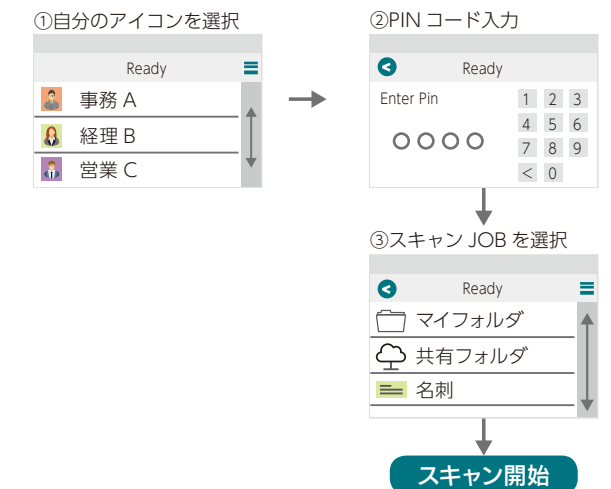 ①自分のアイコンを選択
Ready
事務 A
経理 B
営業 C
②PIN コード入力
Ready
Enter Pin
1 2 3
4 5 6
7 8 9
< 0
③スキャン JOB を選択
Ready
マイフォルダ
共有フォルダ
名刺
スキャン開始